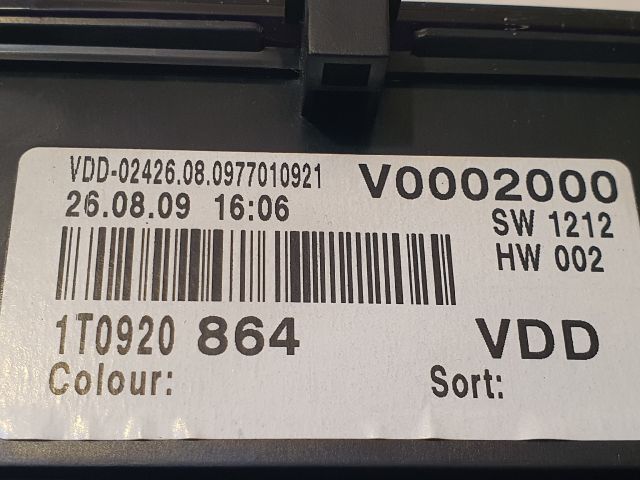 VDD-02426.08.0977010921 V0002000
26.08.09 16:06 SW 1212
HW 002
1T0920 864 VDD
Colour: Sort: